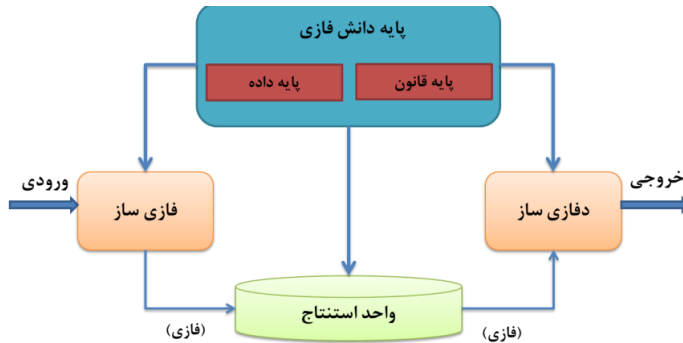 پایه دانش فازی
پایه قانون
پایه داده
ورودی
خروجی
فازی ساز
دفازی ساز
واحد استنتاج
(فازی)
(فازی)